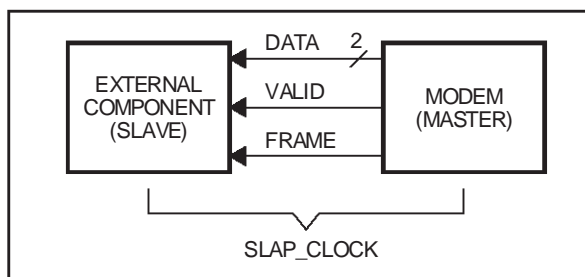 DATA 2
EXTERNAL
COMPONENT
(SLAVE)
VALID
MODEM
(MASTER)
FRAME
SLAP_CLOCK